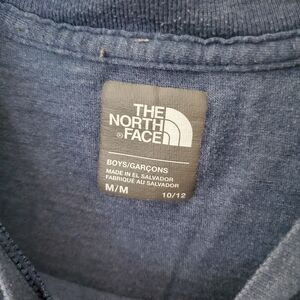 THE
NORTH
®FACE
BOYS/GARÇONS
MADE IN EL SALVADOR
FABRIQUÉ AU SALVADOR
M/M 10/12